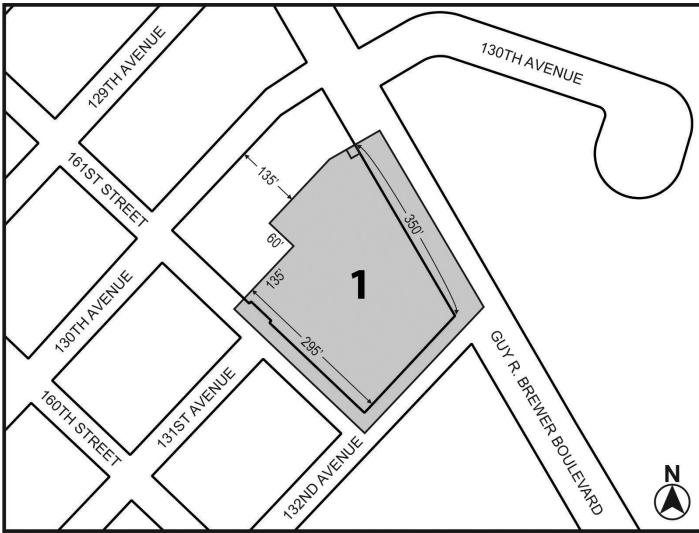 130TH AVENUE
129TH AVENUE
161ST STREET
135'
350'
60'
135'
1
295'
130TH AVENUE
GUY R. BREWER BOULEVARD
131ST AVENUE
160TH STREET
132ND AVENUE
N